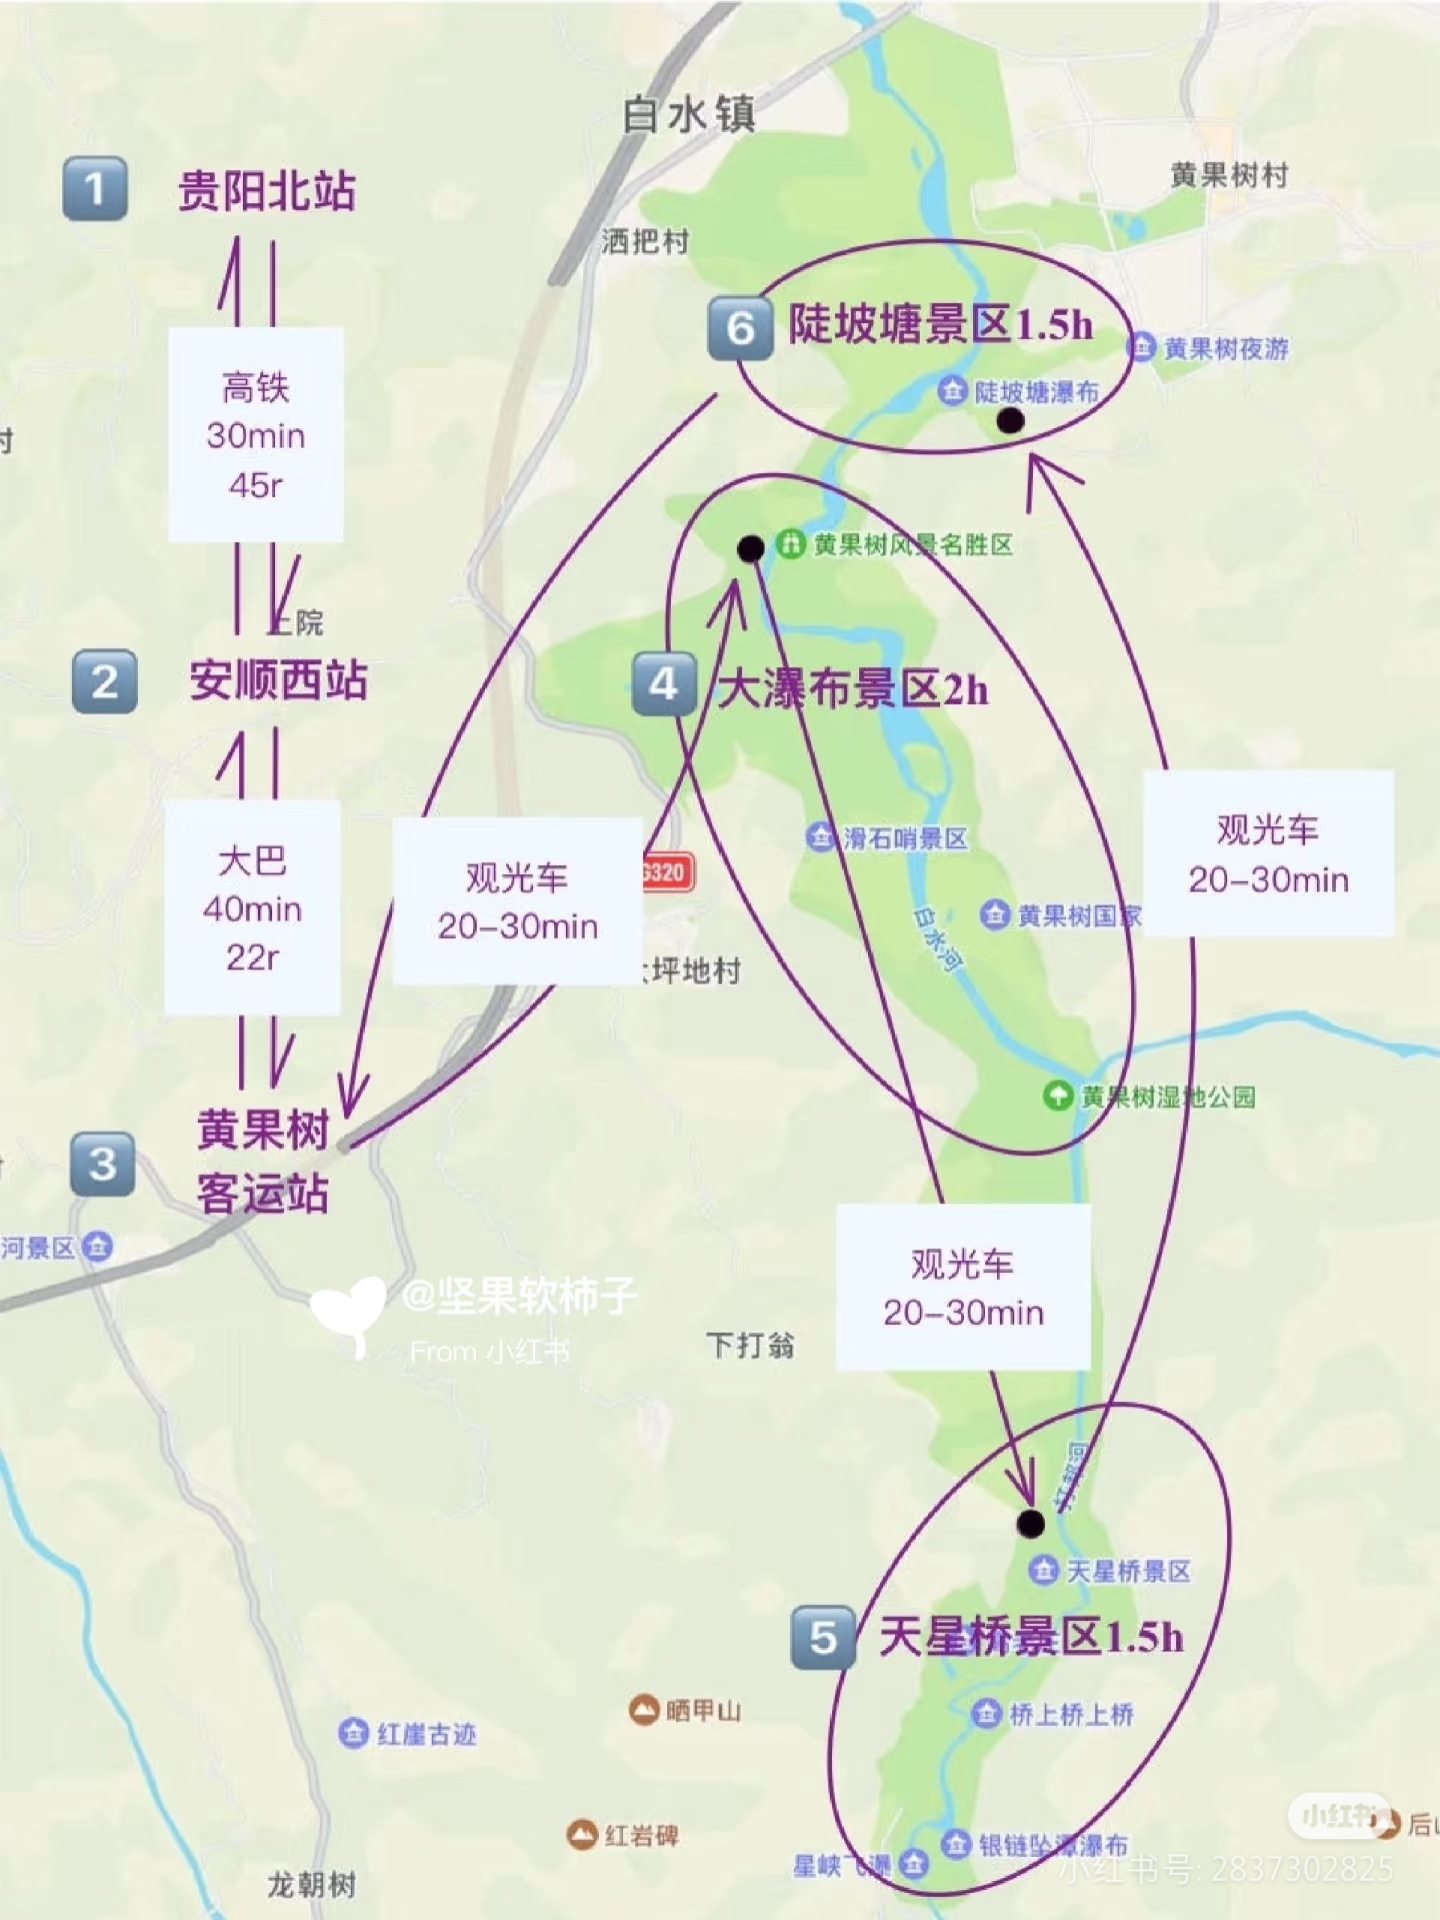 白水镇
黄果树村
1
贵阳北站
洒把村
6
陡坡塘景区1.5h
黄果树夜游
陡坡塘瀑布
高铁
30min
45r
村
黄果树风景名胜区
上院
2
安顺西站
4
大瀑布景区2h
观光车
20-30min
滑石哨景区
大巴
40min
22r
观光车
20-30min
G320
白水河
黄果树国家
坪地村
黄果树湿地公园
黄果树
客运站
3
河景区
@坚果软柿子
From 小红书
观光车
20-30min
下打翁
打邦河
天星桥景区
5
天星桥景区1.5h
晒甲山
桥上桥上桥
红崖古迹
小红书
红岩碑
后山
银链坠潭瀑布
星峡飞瀑
小红书号: 2837302825
龙朝树